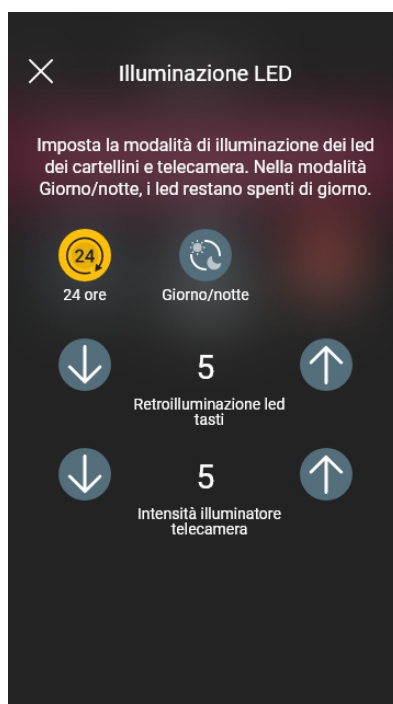 Illuminazione LED
Imposta la modalità di illuminazione dei led
dei cartellini e telecamera. Nella modalità
Giorno/notte, i led restano spenti di giorno.
24
24 ore
Giorno/notte
5
Retroilluminazione led
tasti
5
Intensità illuminatore
telecamera